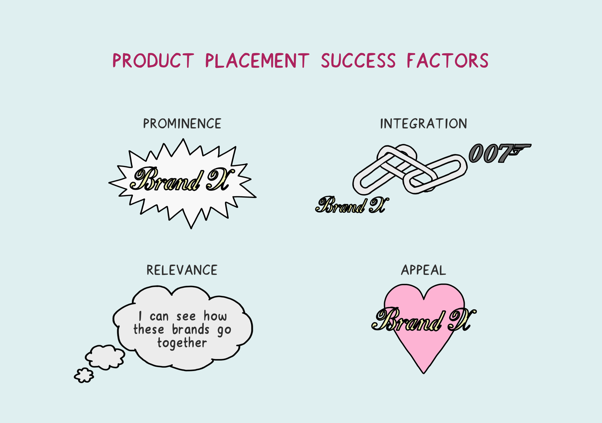 PRODUCT PLACEMENT SUCCESS FACTORS
PROMINENCE
Brand X
INTEGRATION
007
Brand X
RELEVANCE
I can see how
these brands go
together
APPEAL
Brand X